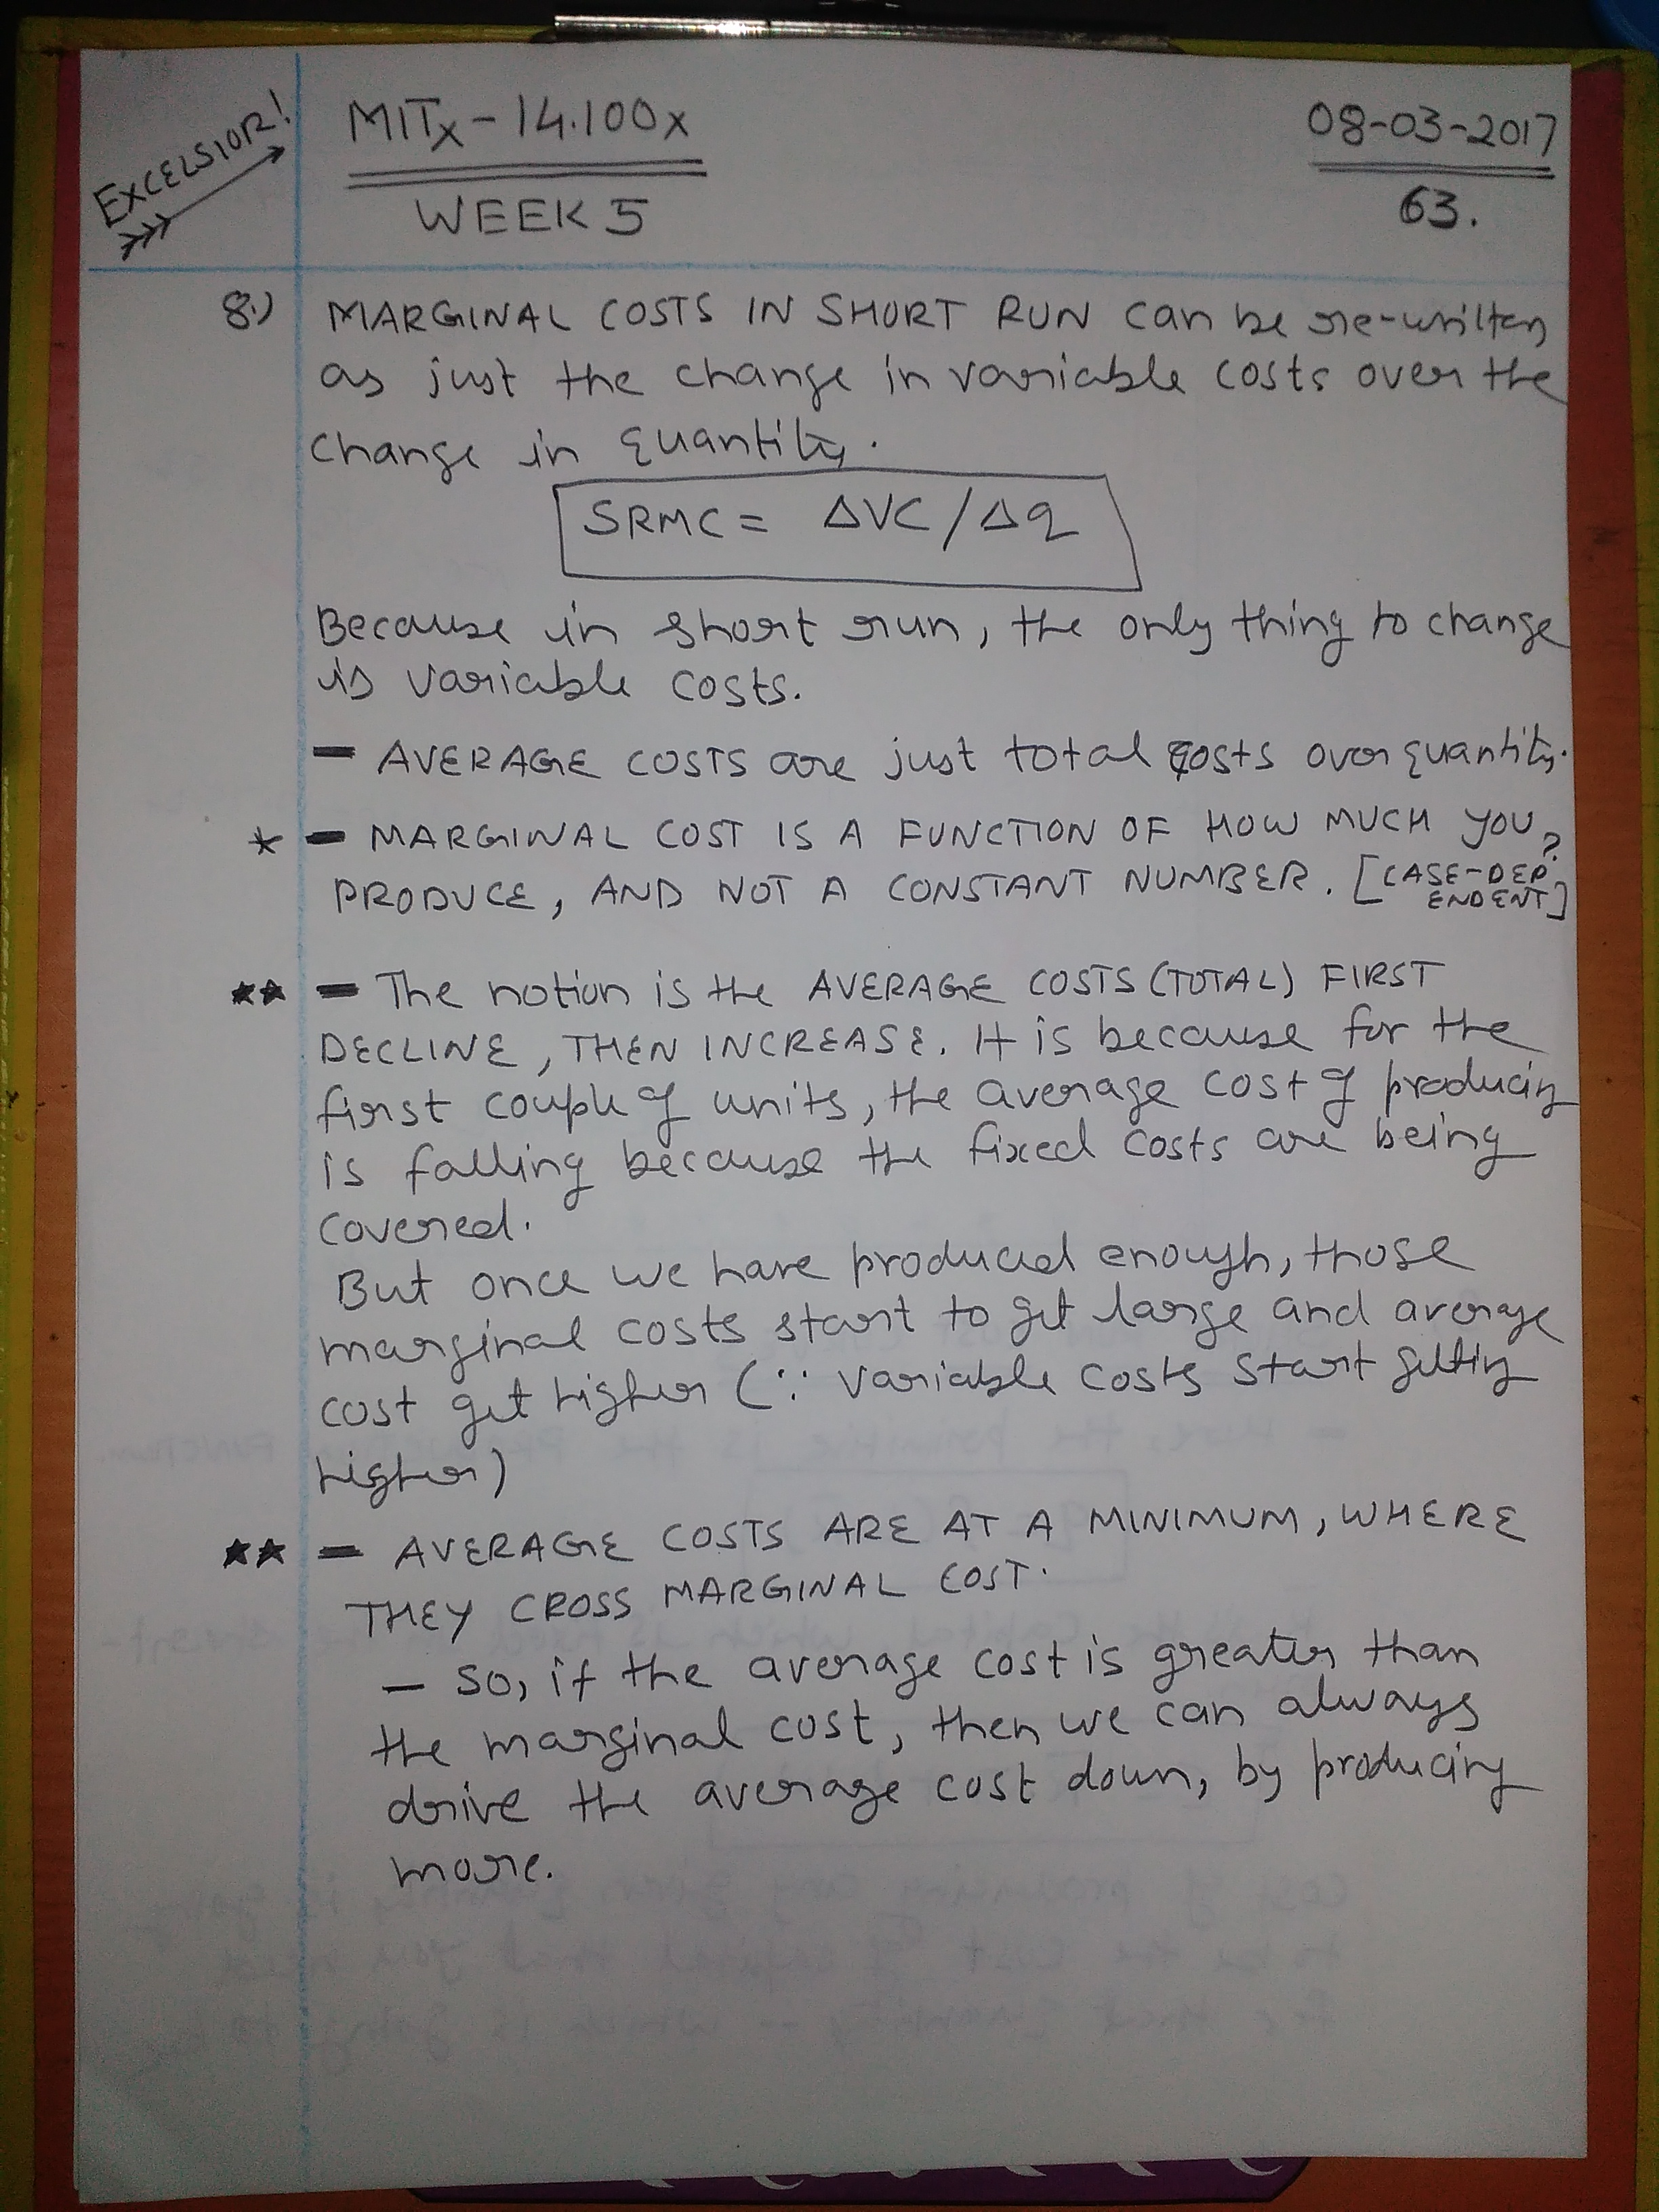 EXCELSIOR!
MITx - 14.100x
WEEK 5
08-03-2017
63.
8.) MARGINAL COSTS IN SHORT RUN can be re-written
as just the change in variable costs over the
change in quantity.
SRMC = ΔVC/Δq
Because in short run, the only thing to change
is variable costs.
- AVERAGE COSTS are just total costs over quantity.
* - MARGINAL COST IS A FUNCTION OF HOW MUCH YOU
PRODUCE, AND NOT A CONSTANT NUMBER. [CASE-DEP
ENDENT]?
** - The notion is the AVERAGE COSTS (TOTAL) FIRST
DECLINE, THEN INCREASE. It is because for the
first couple of units, the average cost of producing
is falling because the fixed costs are being
covered.
But once we have produced enough, those
marginal costs start to get large and average
cost get higher (∵ variable costs start getting
higher)
** - AVERAGE COSTS ARE AT A MINIMUM, WHERE
THEY CROSS MARGINAL COST.
- So, if the average cost is greater than
the marginal cost, then we can always
drive the average cost down, by producing
more.